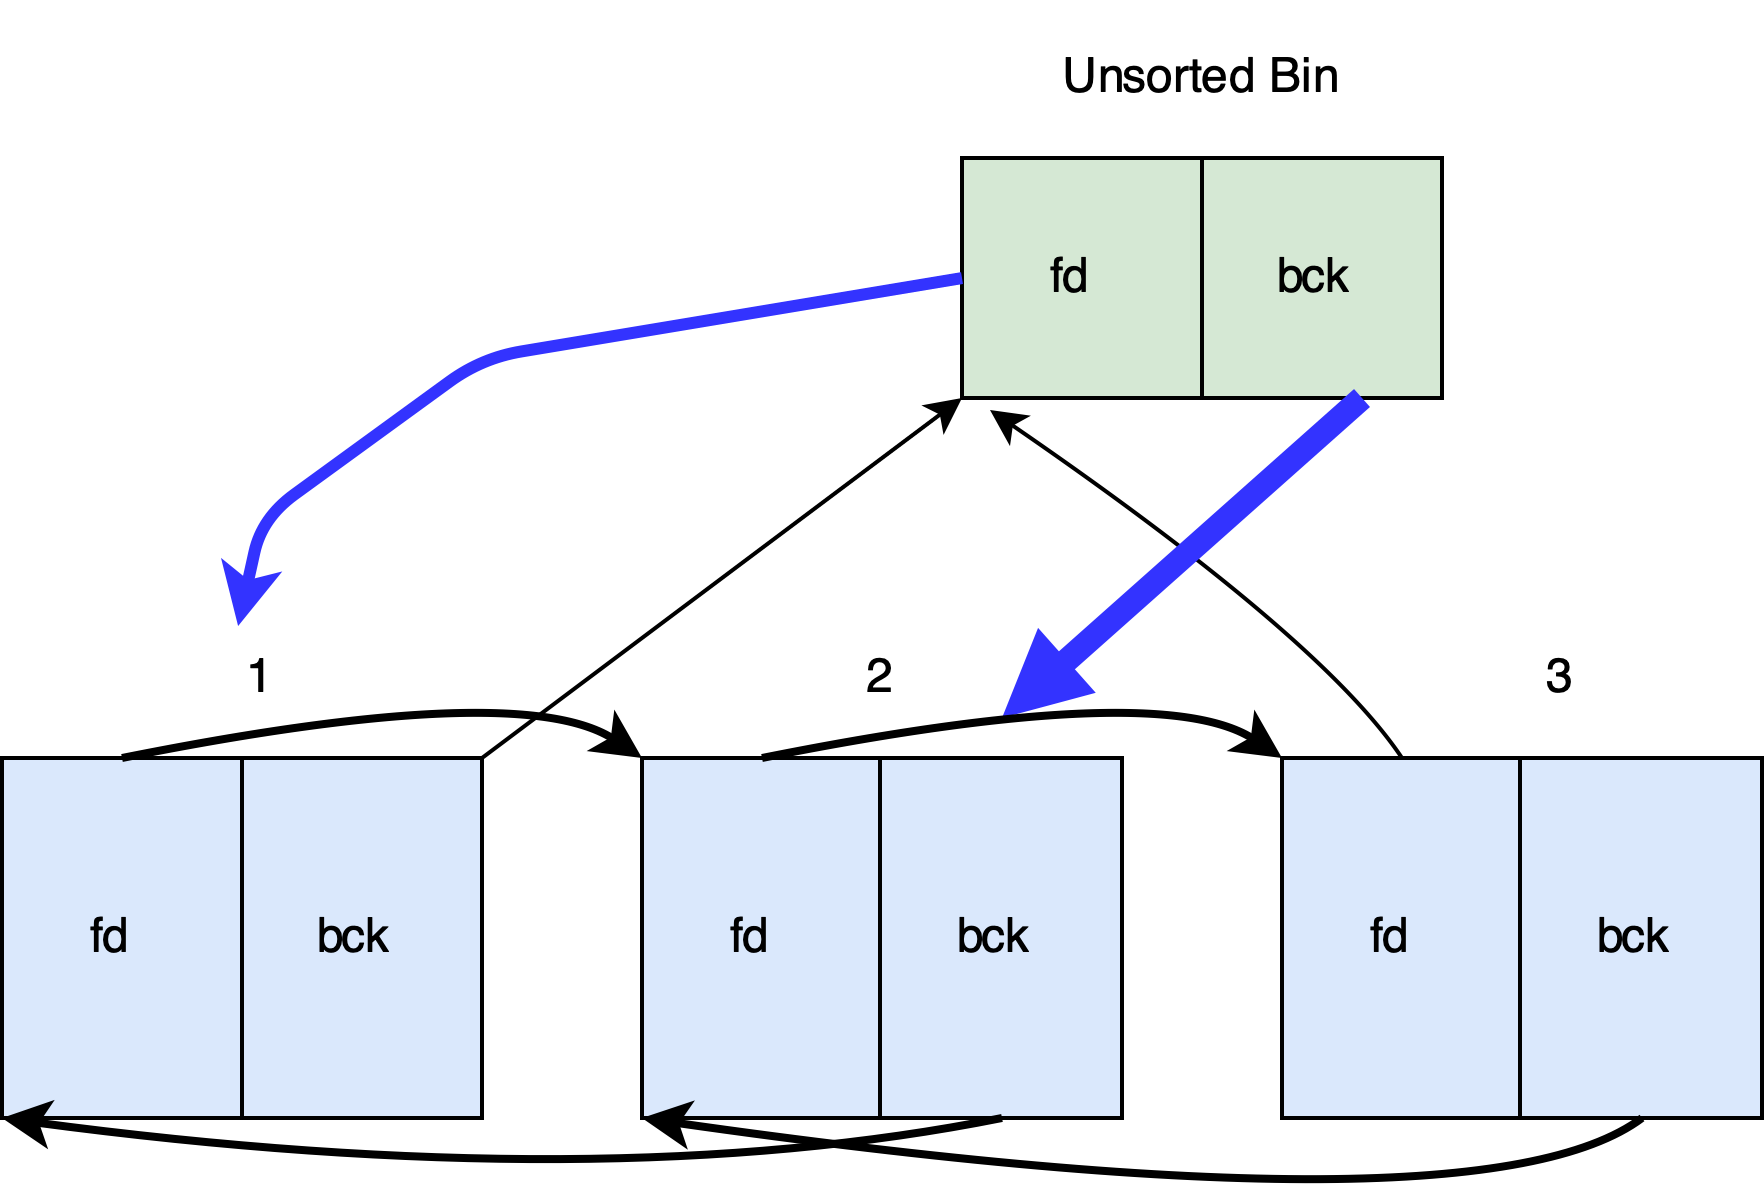 Unsorted Bin
fd bck
1 2 3
fd bck fd bck fd bck